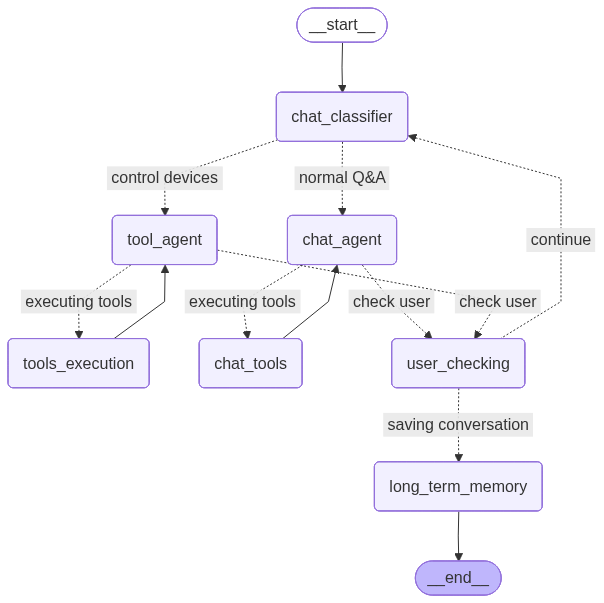 __start__
chat_classifier
control devices
normal Q&A
tool_agent
chat_agent
continue
executing tools
executing tools
check user
check user
tools_execution
chat_tools
user_checking
saving conversation
long_term_memory
__end__